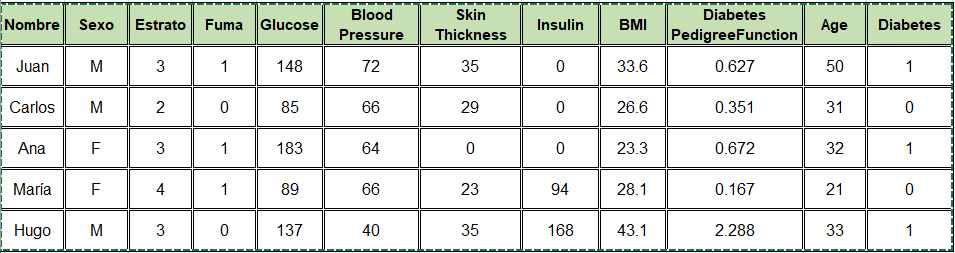 Nombre Sexo Estrato Fuma Glucose Blood Pressure Skin Thickness Insulin BMI Diabetes PedigreeFunction Age Diabetes
Juan M 3 1 148 72 35 0 33.6 0.627 50 1
Carlos M 2 0 85 66 29 0 26.6 0.351 31 0
Ana F 3 1 183 64 0 0 23.3 0.672 32 1
María F 4 1 89 66 23 94 28.1 0.167 21 0
Hugo M 3 0 137 40 35 168 43.1 2.288 33 1